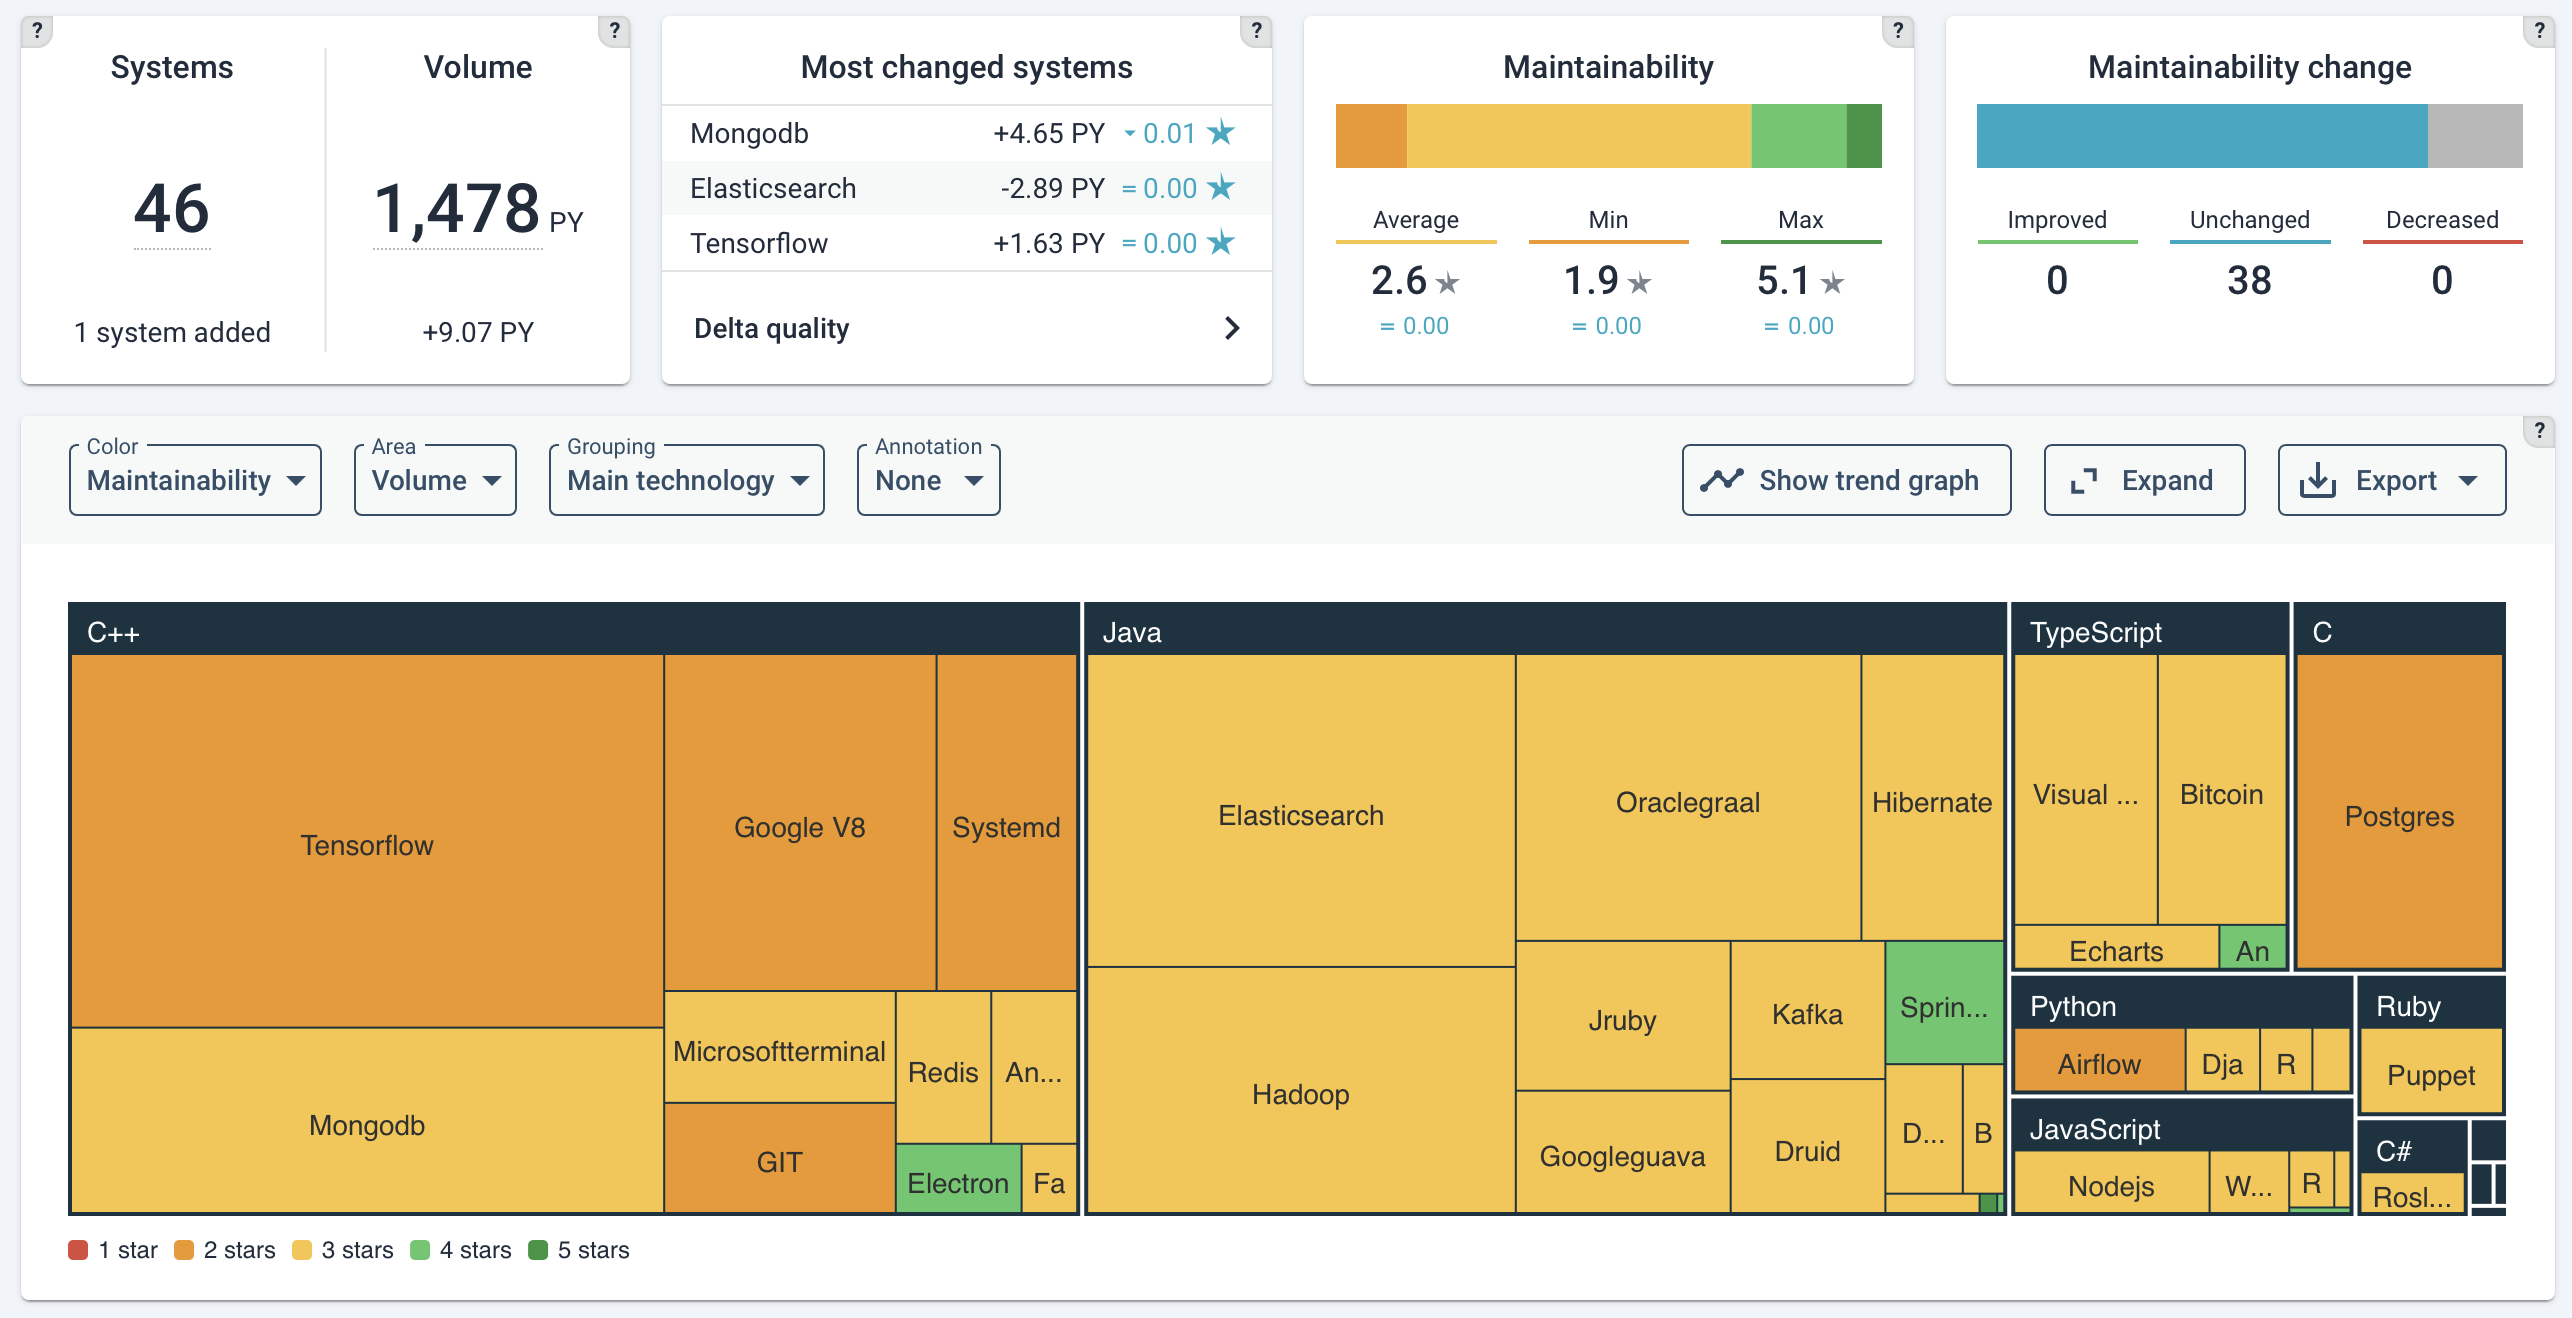 ? ? ? ? ?
Systems Volume
46 1,478 PY
1 system added +9.07 PY
Most changed systems
Mongodb +4.65 PY 0.01
Elasticsearch -2.89 PY = 0.00
Tensorflow +1.63 PY = 0.00
Delta quality
Maintainability
Average Min Max
2.6 1.9 5.1
= 0.00 = 0.00 = 0.00
Maintainability change
Improved Unchanged Decreased
0 38 0
?
Color Area Grouping Annotation
Maintainability Volume Main technology None Show trend graph Expand Export
C++
Tensorflow
Google V8
Systemd
Mongodb
Microsoftterminal
Redis
An...
GIT
Electron
Fa
Java
Elasticsearch
Oraclegraal
Hibernate
Hadoop
Jruby
Kafka
Sprin...
Googleguava
Druid
D...
B
TypeScript
Visual ...
Bitcoin
Echarts
An
C
Postgres
Python
Airflow
Dja
R
Ruby
Puppet
JavaScript
Nodejs
W...
R
C#
Rosl...
1 star 2 stars 3 stars 4 stars 5 stars